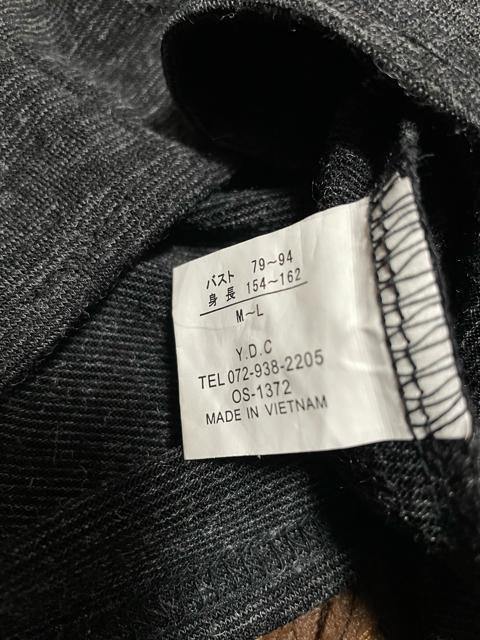 バスト 79～94
身長 154～162
M～L
Y.D.C
TEL 072-938-2205
OS-1372
MADE IN VIETNAM